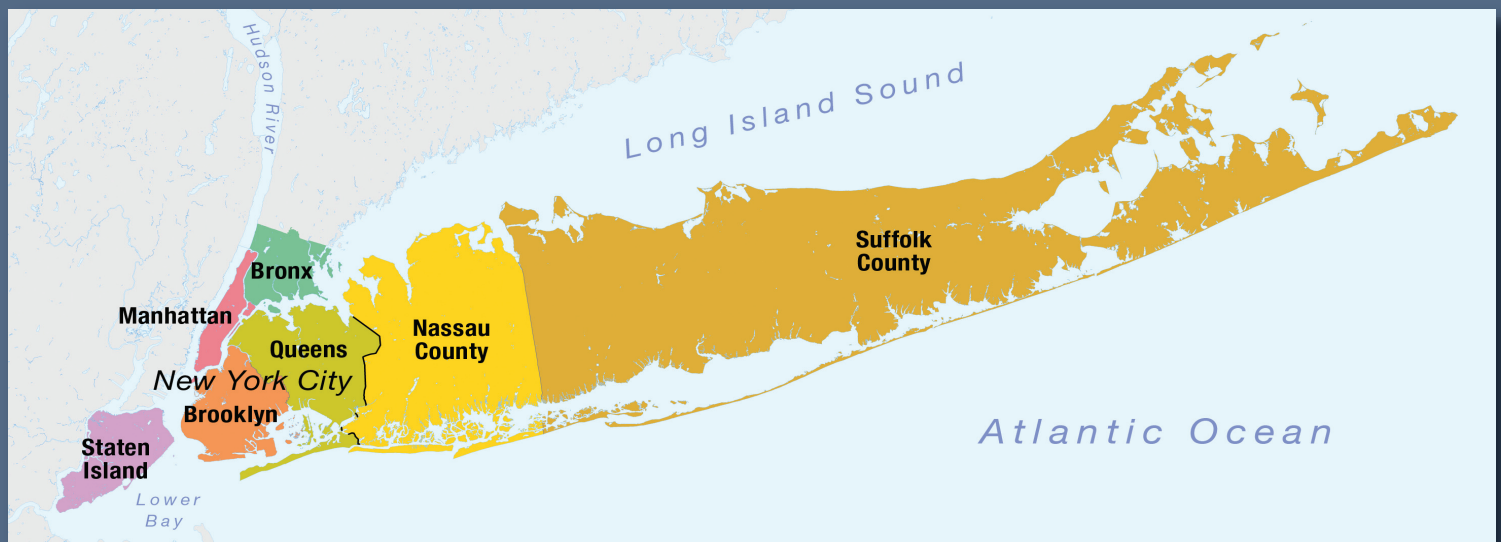 Hudson River
Long Island Sound
Suffolk
County
Bronx
Manhattan
Nassau
County
Queens
New York City
Brooklyn
Staten
Island
Atlantic Ocean
Lower
Bay